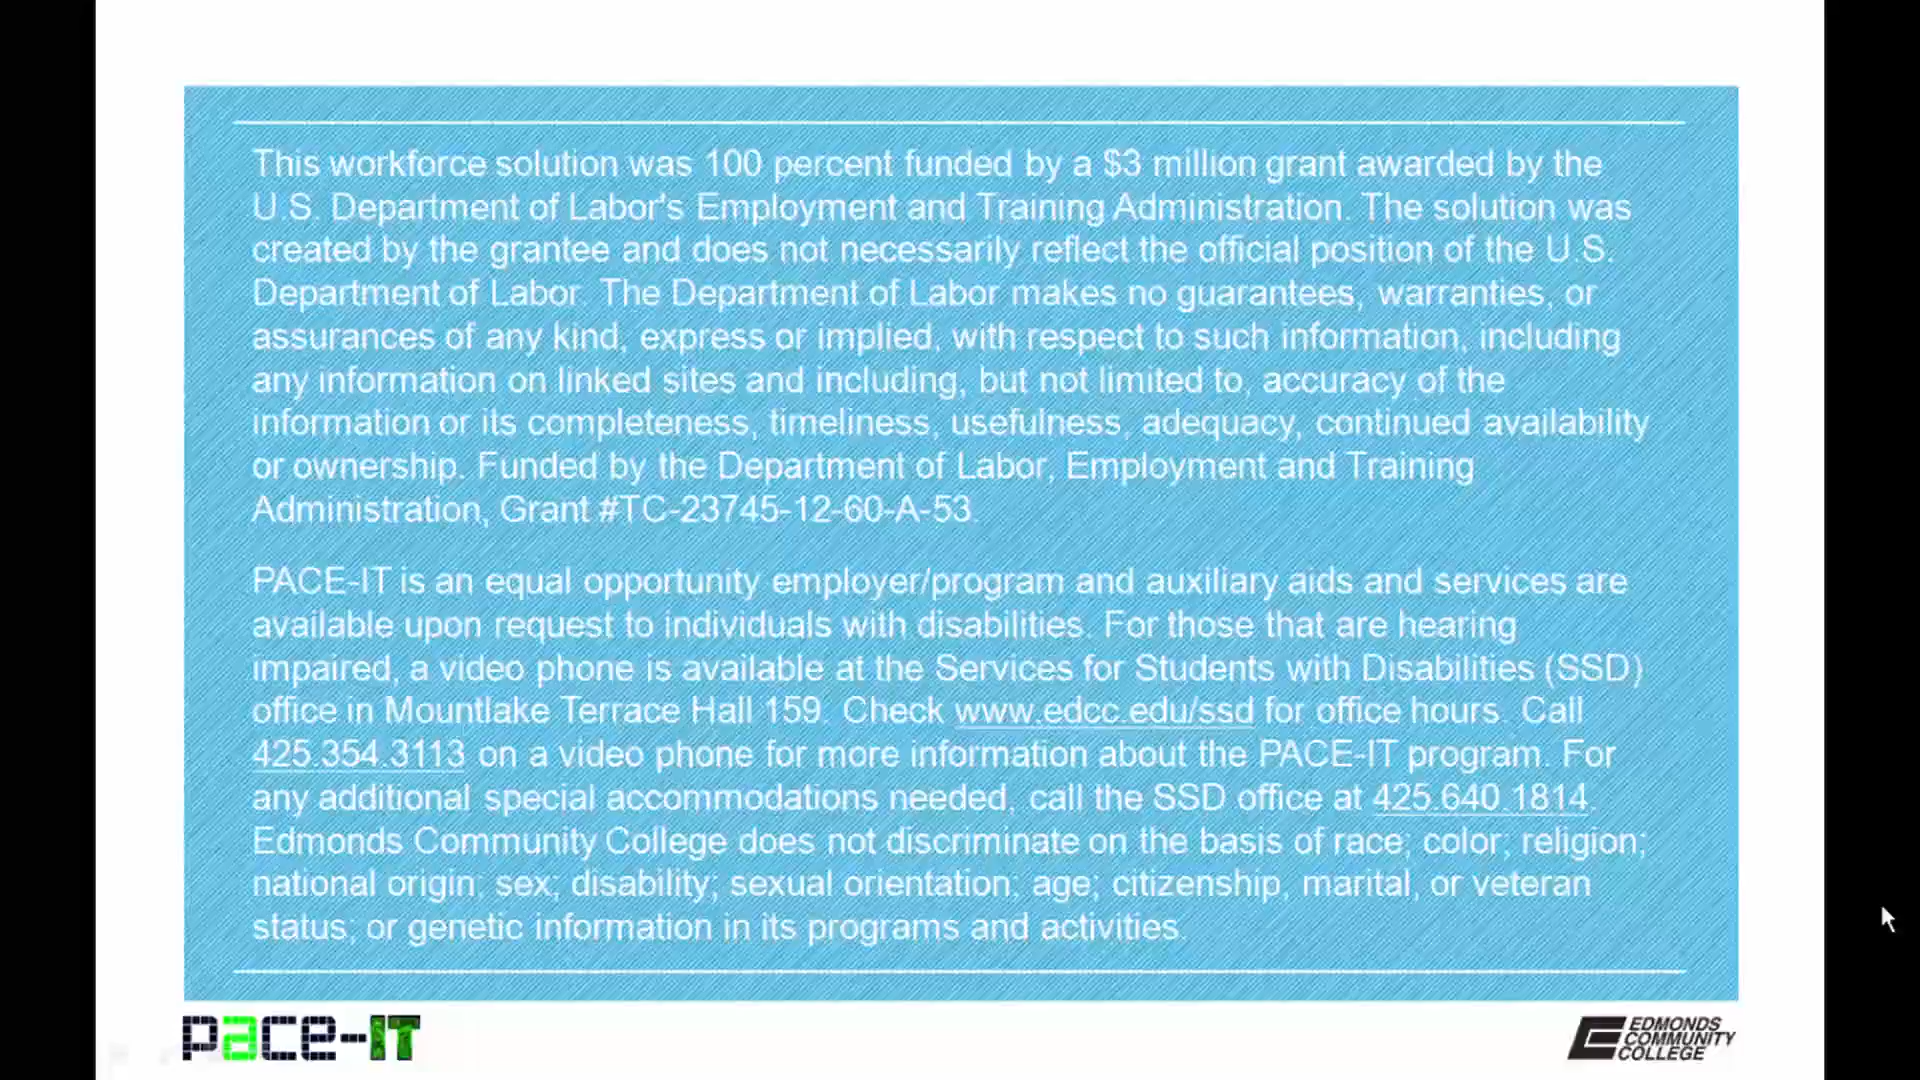 This workforce solution was 100 percent funded by a $3 million grant awarded by the
U.S. Department of Labor's Employment and Training Administration. The solution was
created by the grantee and does not necessarily reflect the official position of the U.S.
Department of Labor. The Department of Labor makes no guarantees, warranties, or
assurances of any kind, express or implied, with respect to such information, including
any information on linked sites and including, but not limited to, accuracy of the
information or its completeness, timeliness, usefulness, adequacy, continued availability
or ownership. Funded by the Department of Labor, Employment and Training
Administration, Grant #TC-23745-12-60-A-53.
PACE-IT is an equal opportunity employer/program and auxiliary aids and services are
available upon request to individuals with disabilities. For those that are hearing
impaired, a video phone is available at the Services for Students with Disabilities (SSD)
office in Mountlake Terrace Hall 159. Check www.edcc.edu/ssd for office hours. Call
425.354.3113 on a video phone for more information about the PACE-IT program. For
any additional special accommodations needed, call the SSD office at 425.640.1814.
Edmonds Community College does not discriminate on the basis of race; color; religion;
national origin; sex; disability; sexual orientation; age; citizenship, marital, or veteran
status; or genetic information in its programs and activities.
pace-IT
EDMONDS
COMMUNITY
COLLEGE